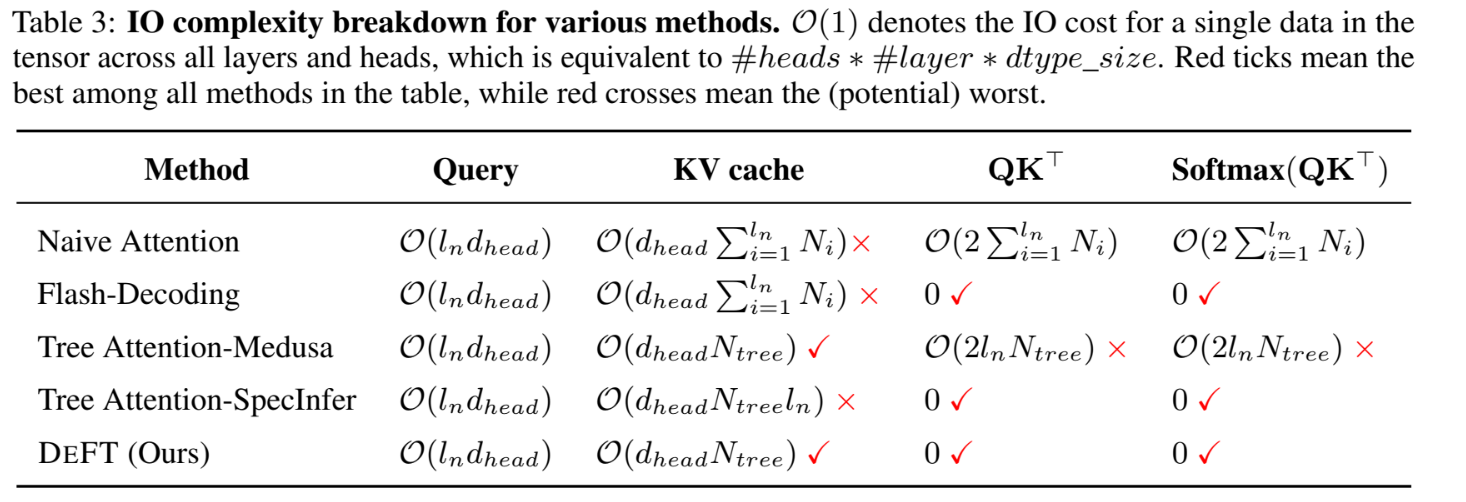 Table 3: IO complexity breakdown for various methods. $\mathcal{O}(1)$ denotes the IO cost for a single data in the
tensor across all layers and heads, which is equivalent to $\#heads * \#layer * dtype\_size$. Red ticks mean the
best among all methods in the table, while red crosses mean the (potential) worst.
Method Query KV cache $\mathbf{QK}^\top$ $\mathbf{Softmax}(\mathbf{QK}^\top)$
Naive Attention $\mathcal{O}(l_n d_{head})$ $\mathcal{O}(d_{head} \sum_{i=1}^{l_n} N_i)$ × $\mathcal{O}(2 \sum_{i=1}^{l_n} N_i)$ $\mathcal{O}(2 \sum_{i=1}^{l_n} N_i)$
Flash-Decoding $\mathcal{O}(l_n d_{head})$ $\mathcal{O}(d_{head} \sum_{i=1}^{l_n} N_i)$ × 0 ✓ 0 ✓
Tree Attention-Medusa $\mathcal{O}(l_n d_{head})$ $\mathcal{O}(d_{head} N_{tree})$ ✓ $\mathcal{O}(2 l_n N_{tree})$ × $\mathcal{O}(2 l_n N_{tree})$ ×
Tree Attention-SpecInfer $\mathcal{O}(l_n d_{head})$ $\mathcal{O}(d_{head} N_{tree} l_n)$ × 0 ✓ 0 ✓
DEFT (Ours) $\mathcal{O}(l_n d_{head})$ $\mathcal{O}(d_{head} N_{tree})$ ✓ 0 ✓ 0 ✓